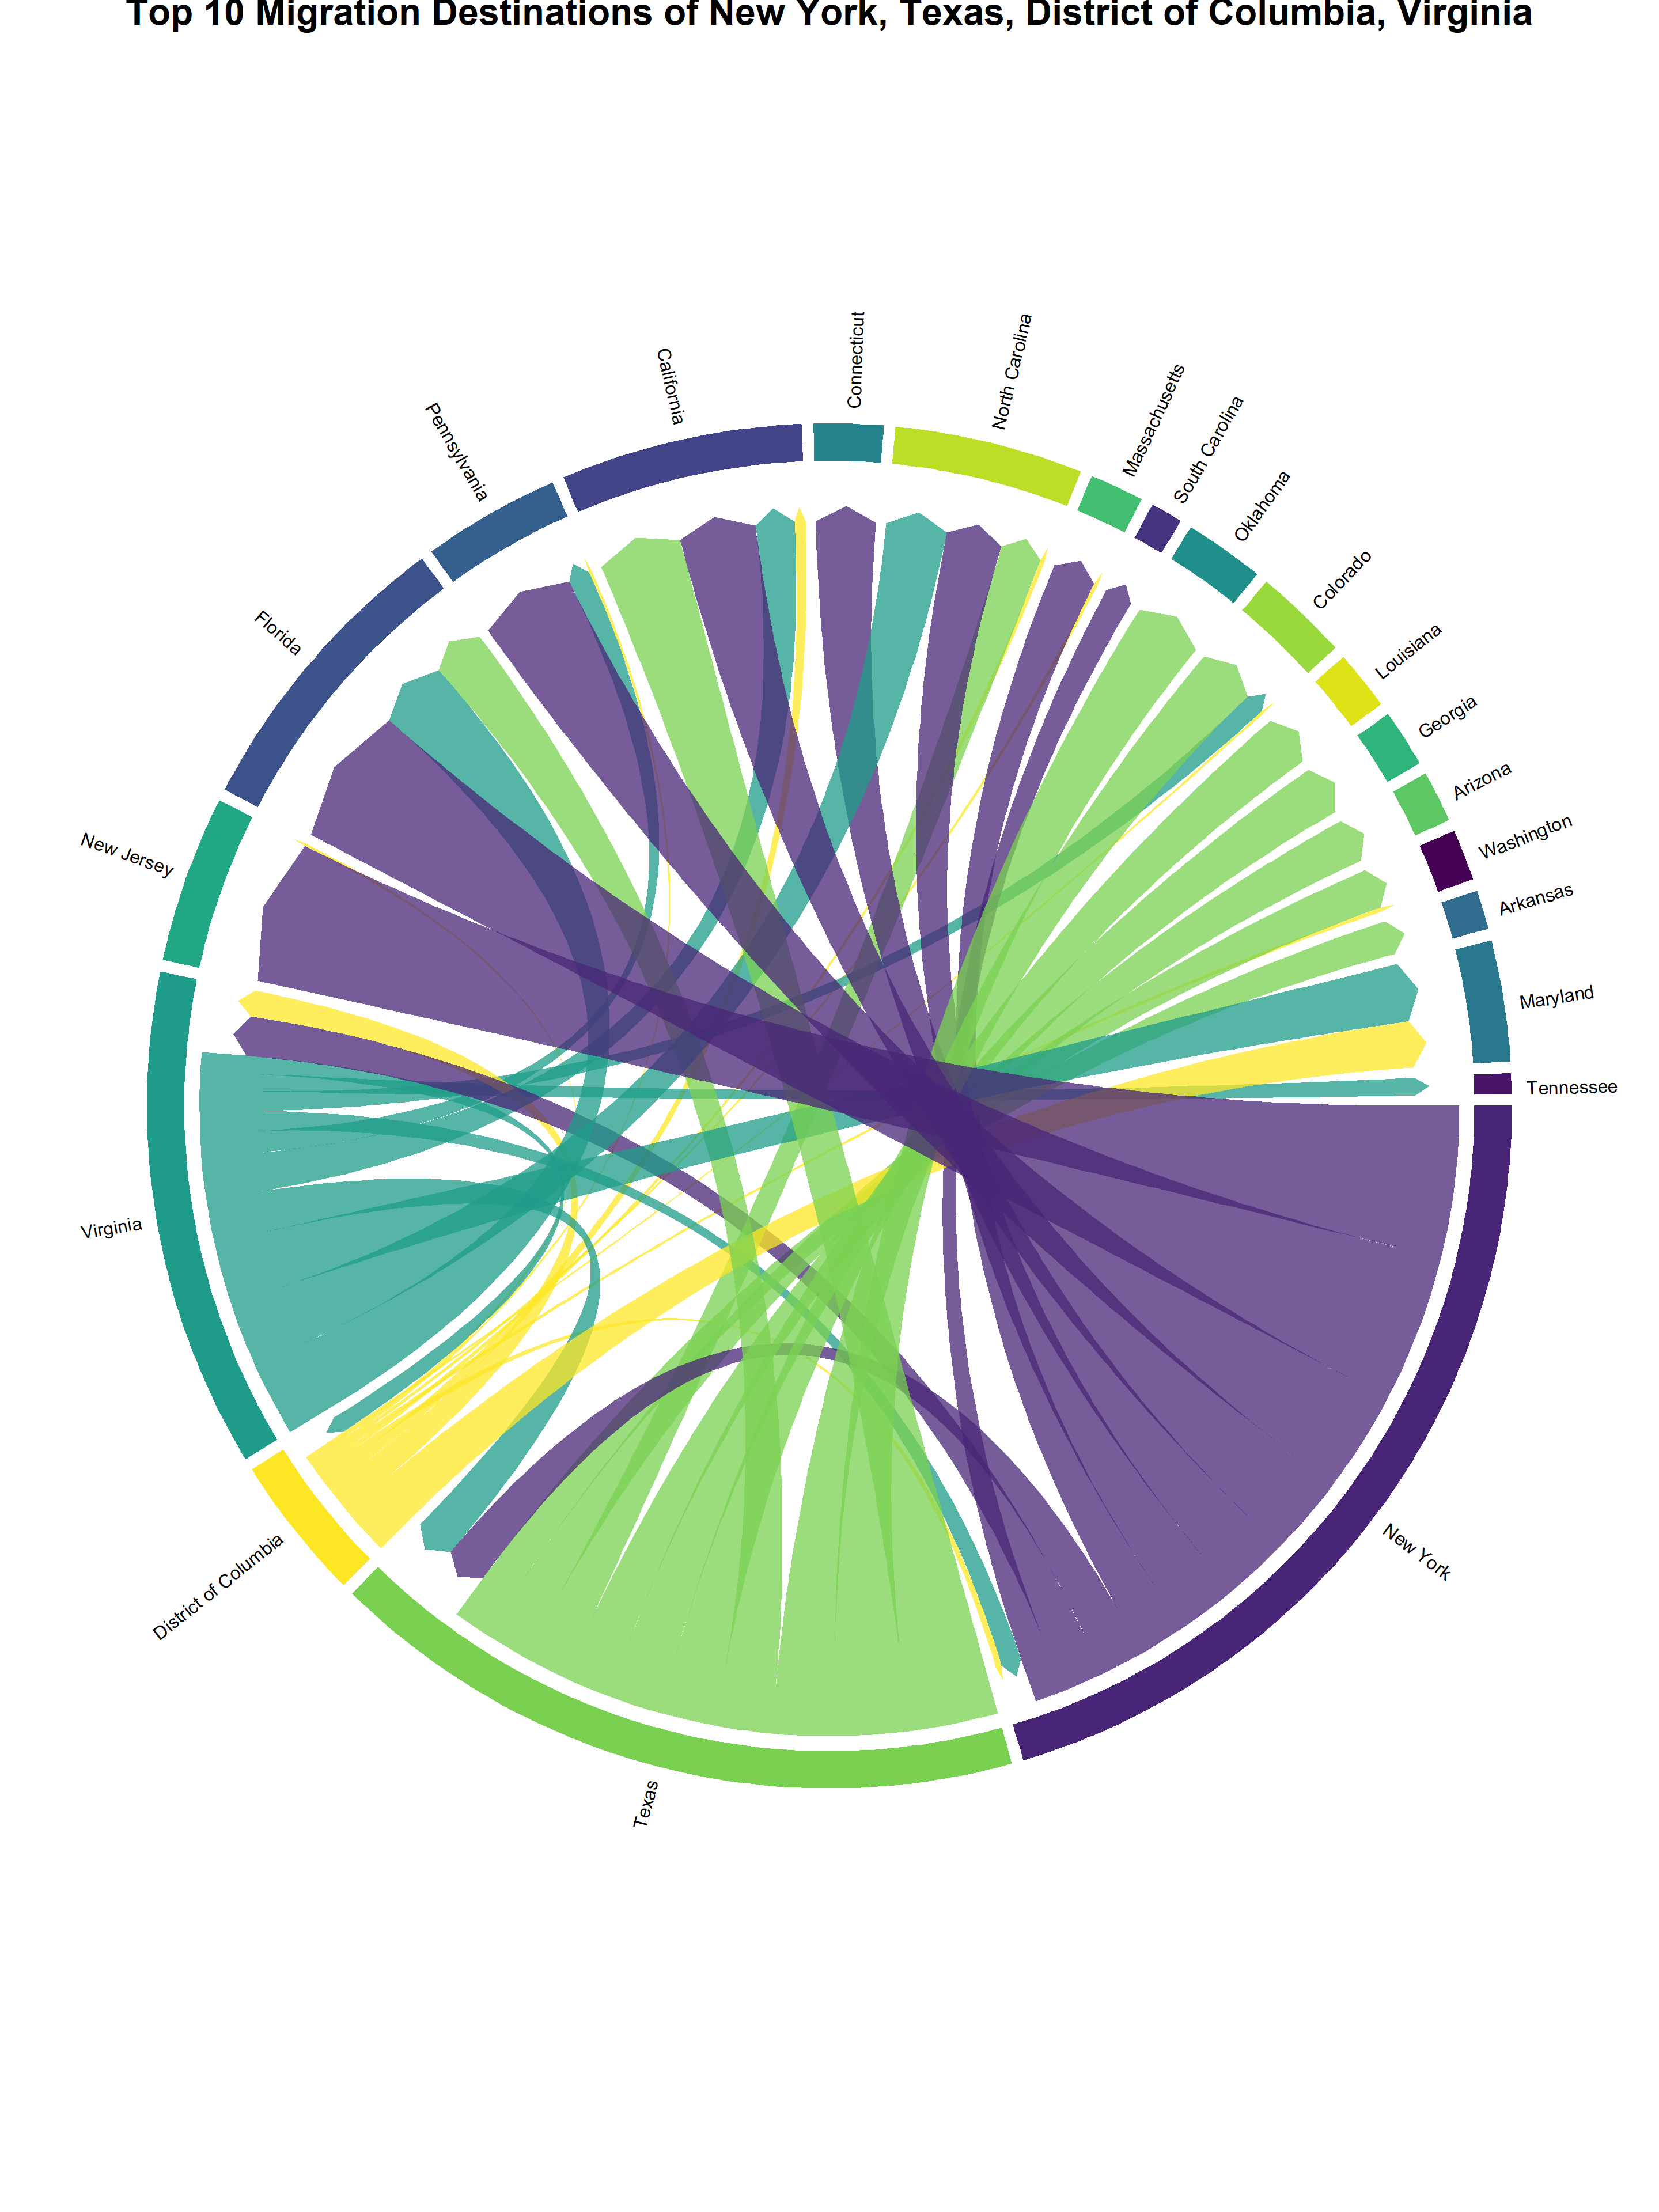 Top 10 Migration Destinations of New York, Texas, District of Columbia, Virginia
Connecticut
North Carolina
Massachusetts
South Carolina
Oklahoma
Colorado
Louisiana
Georgia
Arizona
Washington
Arkansas
Maryland
Tennessee
New York
Texas
District of Columbia
Virginia
New Jersey
Florida
Pennsylvania
California